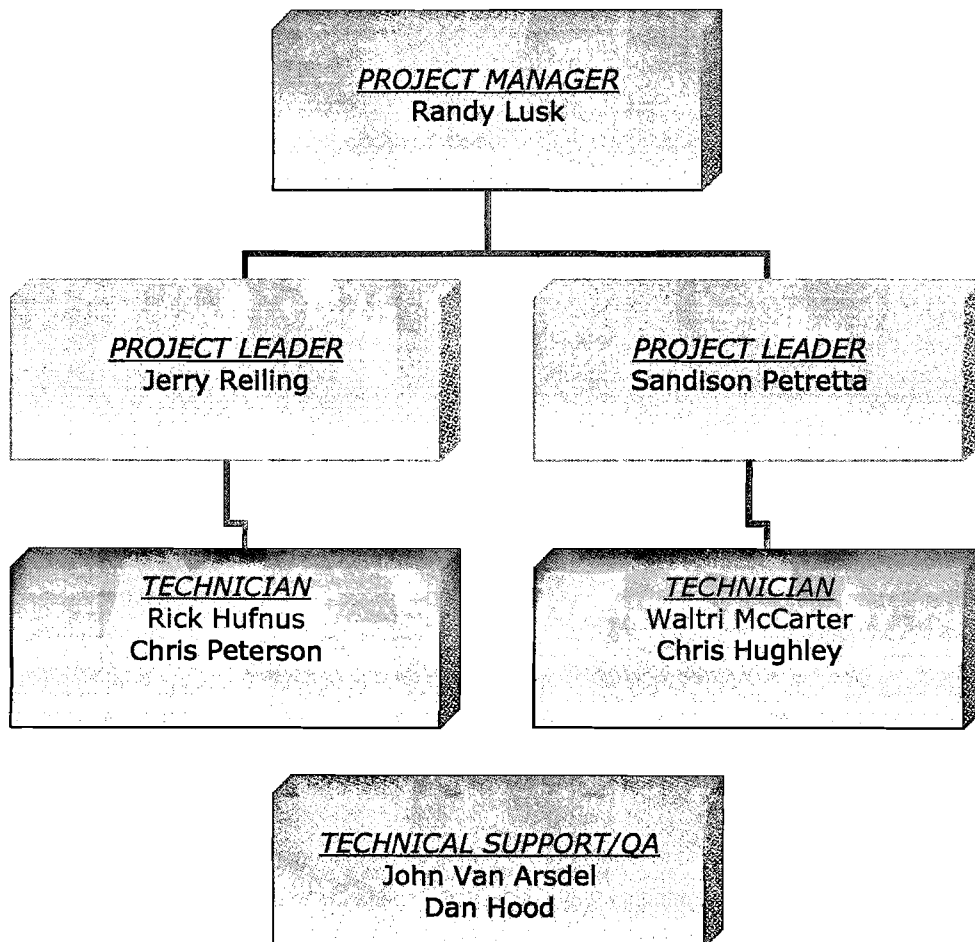 PROJECT MANAGER
Randy Lusk
PROJECT LEADER
Jerry Reiling
PROJECT LEADER
Sandison Petretta
TECHNICIAN
Rick Hufnus
Chris Peterson
TECHNICIAN
Waltri McCarter
Chris Hughley
TECHNICAL SUPPORT/QA
John Van Arsdel
Dan Hood